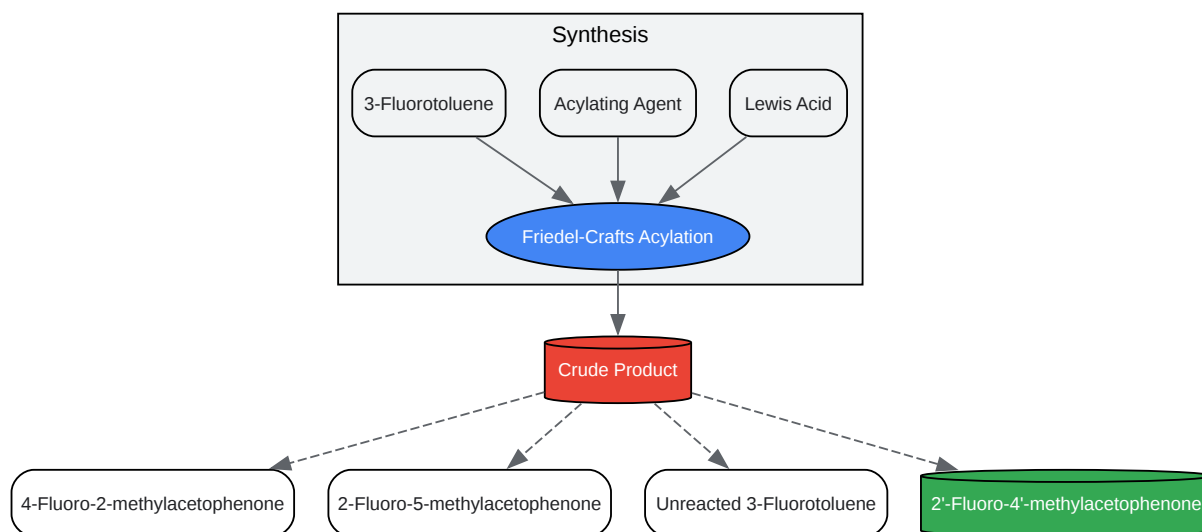 Synthesis
3-Fluorotoluene
Acylating Agent
Lewis Acid
Friedel-Crafts Acylation
Crude Product
4-Fluoro-2-methylacetophenone
2-Fluoro-5-methylacetophenone
Unreacted 3-Fluorotoluene
2'-Fluoro-4'-methylacetophenone